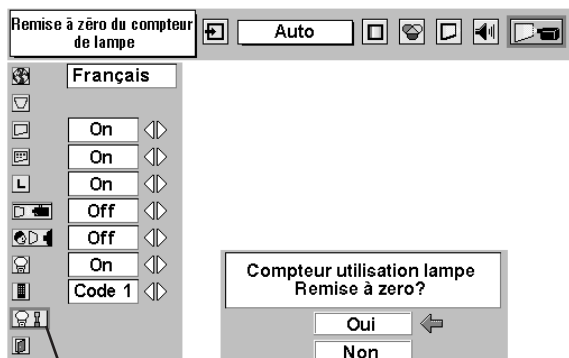 Remise à zēro du compteur
de lampe
Auto
Français
On
On
L
On
Off
Off
On
Code 1
Compteur utilisation lampe
Remise à zero?
Oui
Non